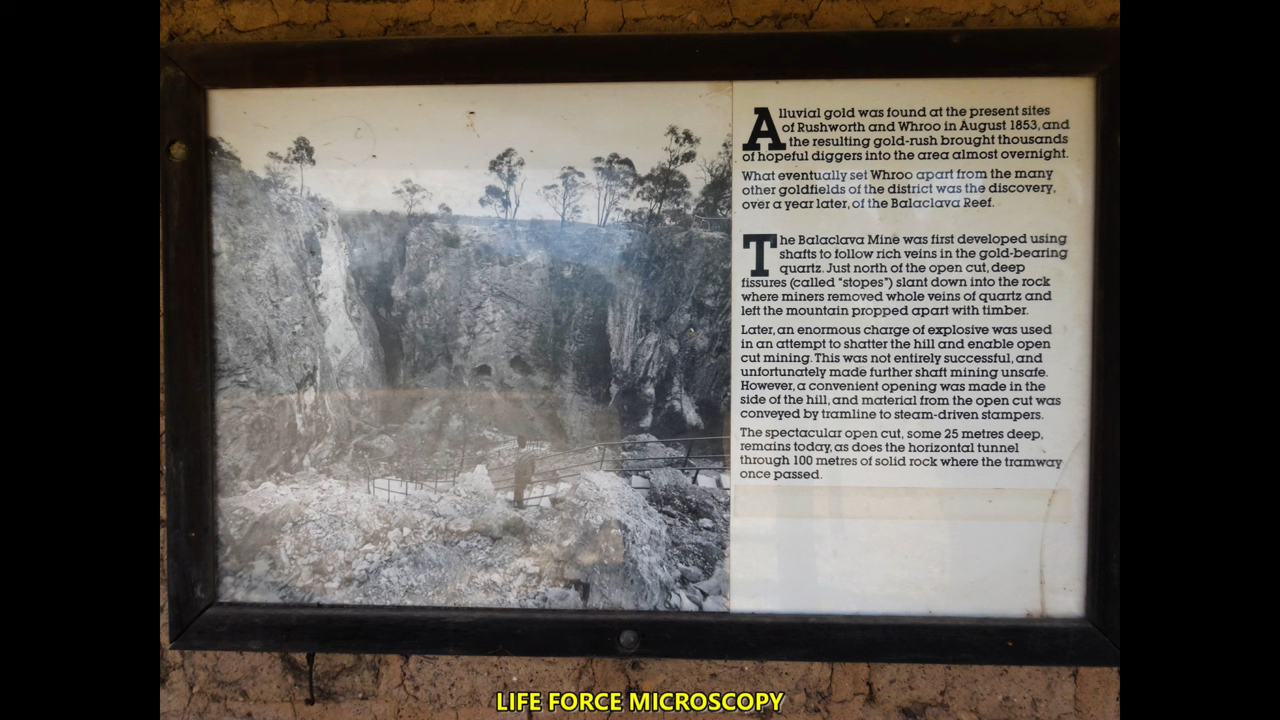 Alluvial gold was found at the present sites
of Rushworth and Whroo in August 1853, and
the resulting gold-rush brought thousands
of hopeful diggers into the area almost overnight.
What eventually set Whroo apart from the many
other goldfields of the district was the discovery,
over a year later, of the Balaclava Reef.
The Balaclava Mine was first developed using
shafts to follow rich veins in the gold-bearing
quartz. Just north of the open cut, deep
fissures (called "stopes") slant down into the rock
where miners removed whole veins of quartz and
left the mountain propped apart with timber.
Later, an enormous charge of explosive was used
in an attempt to shatter the hill and enable open
cut mining. This was not entirely successful, and
unfortunately made further shaft mining unsafe.
However, a convenient opening was made in the
side of the hill, and material from the open cut was
conveyed by tramline to steam-driven stampers.
The spectacular open cut, some 25 metres deep,
remains today, as does the horizontal tunnel
through 100 metres of solid rock where the tramway
once passed.
LIFE FORCE MICROSCOPY